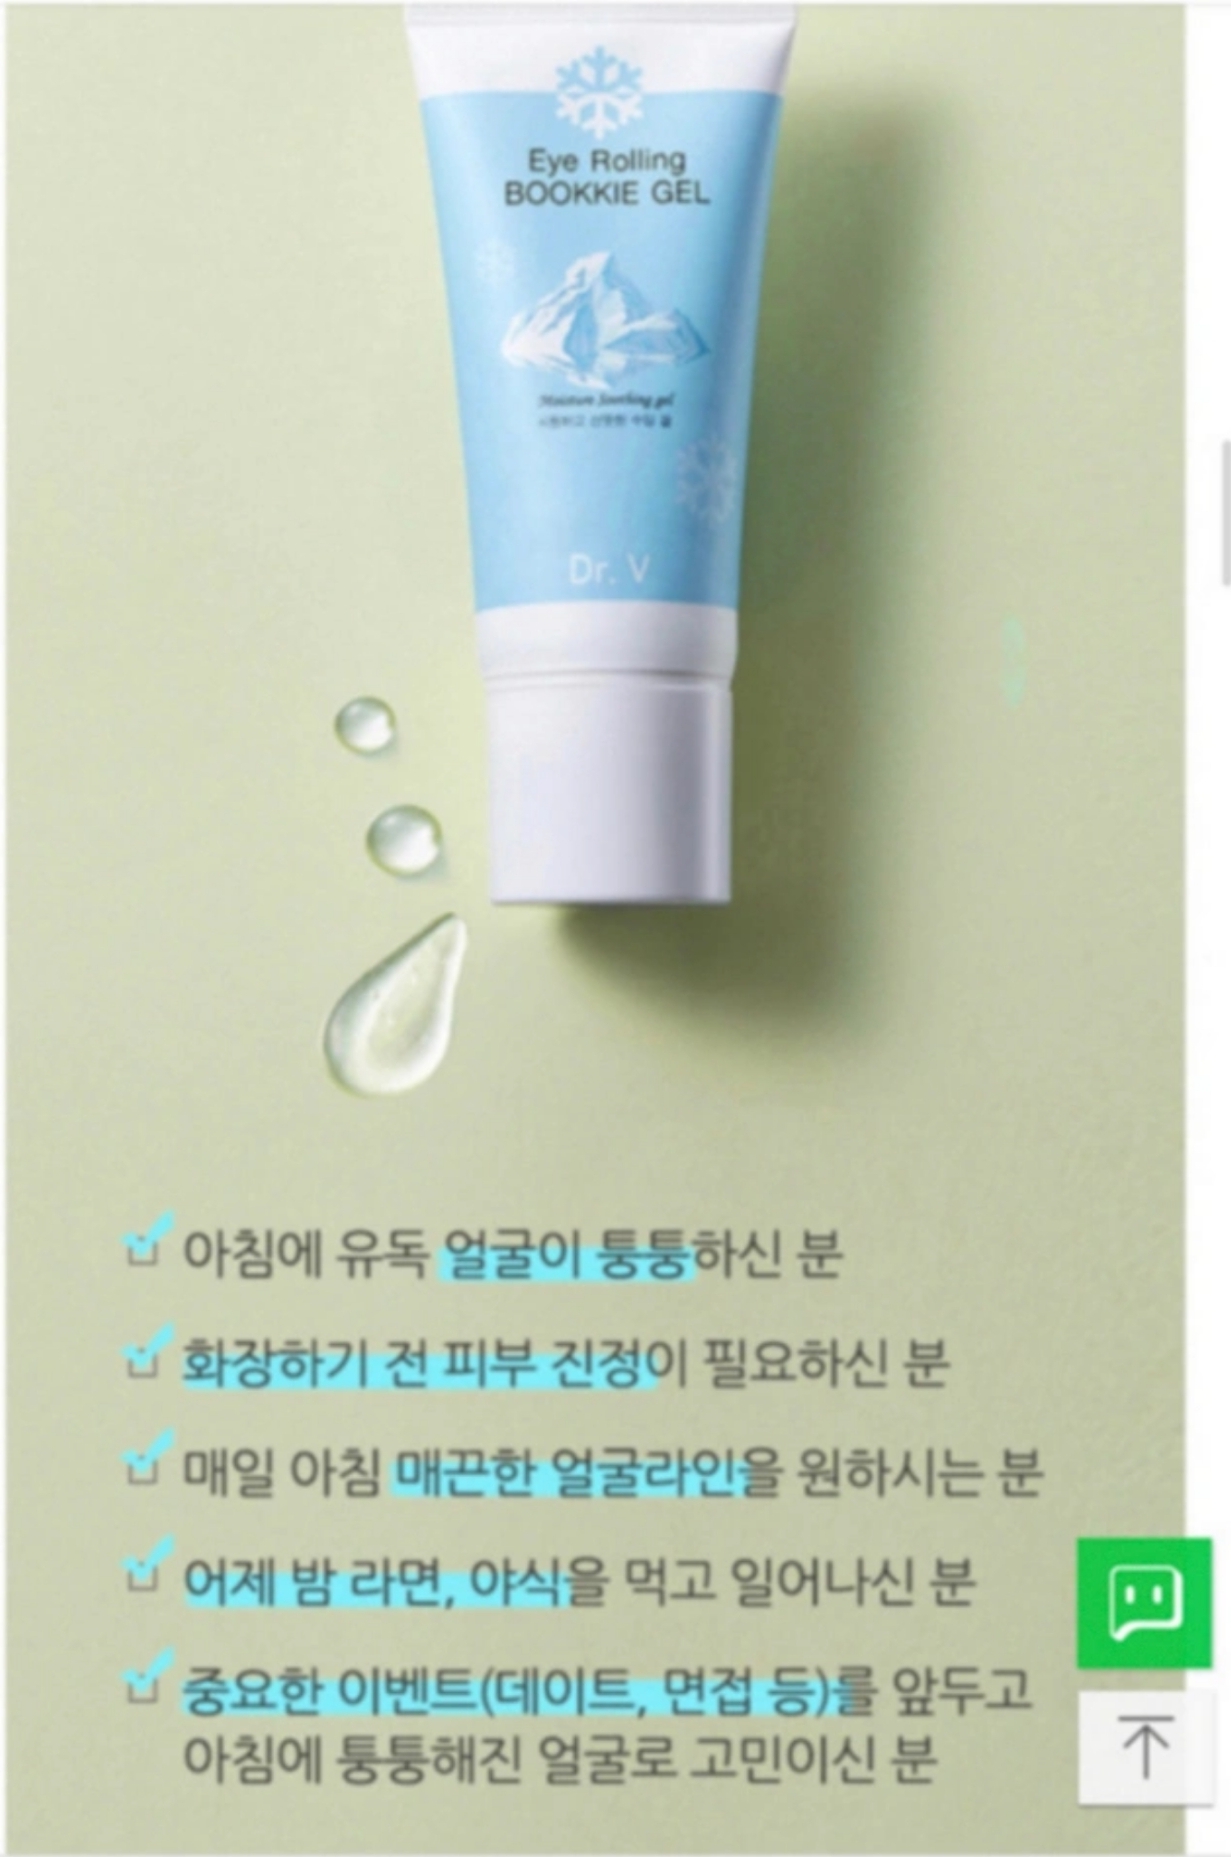 Eye Rolling
BOOKKIE GEL
Moisture Soothing gel
Dr. V
아침에 유독 얼굴이 퉁퉁하신 분
화장하기 전 피부 진정이 필요하신 분
매일 아침 매끈한 얼굴라인을 원하시는 분
어제 밤 라면, 야식을 먹고 일어나신 분
중요한 이벤트(데이트, 면접 등)를 앞두고
아침에 퉁퉁해진 얼굴로 고민이신 분